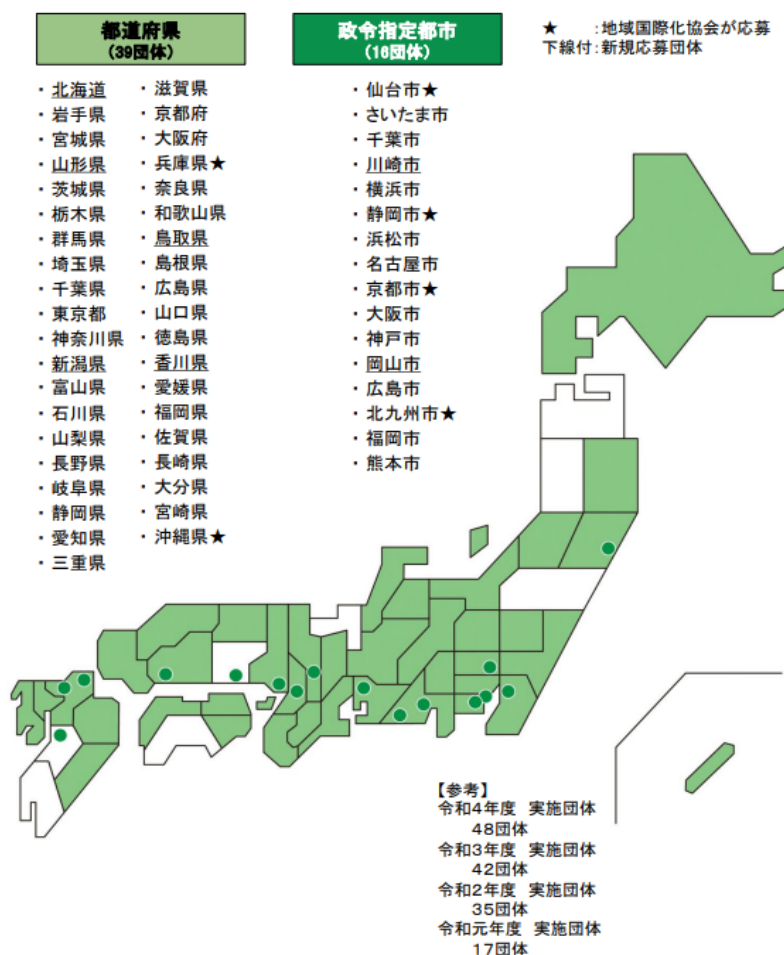 都道府県
(39団体)
・ 北海道
・ 岩手県
・ 宮城県
・ 山形県
・ 茨城県
・ 栃木県
・ 群馬県
・ 埼玉県
・ 千葉県
・ 東京都
・ 神奈川県
・ 新潟県
・ 富山県
・ 石川県
・ 山梨県
・ 長野県
・ 岐阜県
・ 静岡県
・ 愛知県
・ 三重県
・ 滋賀県
・ 京都府
・ 大阪府
・ 兵庫県★
・ 奈良県
・ 和歌山県
・ 鳥取県
・ 島根県
・ 広島県
・ 山口県
・ 徳島県
・ 香川県
・ 愛媛県
・ 福岡県
・ 佐賀県
・ 長崎県
・ 大分県
・ 宮崎県
・ 沖縄県★
政令指定都市
(16団体)
・ 仙台市★
・ さいたま市
・ 千葉市
・ 川崎市
・ 横浜市
・ 静岡市★
・ 浜松市
・ 名古屋市
・ 京都市★
・ 大阪市
・ 神戸市
・ 岡山市
・ 広島市
・ 北九州市★
・ 福岡市
・ 熊本市
★ :地域国際化協会が応募
下線付:新規応募団体
【参考】
令和4年度 実施団体
48団体
令和3年度 実施団体
42団体
令和2年度 実施団体
35団体
令和元年度 実施団体
17団体